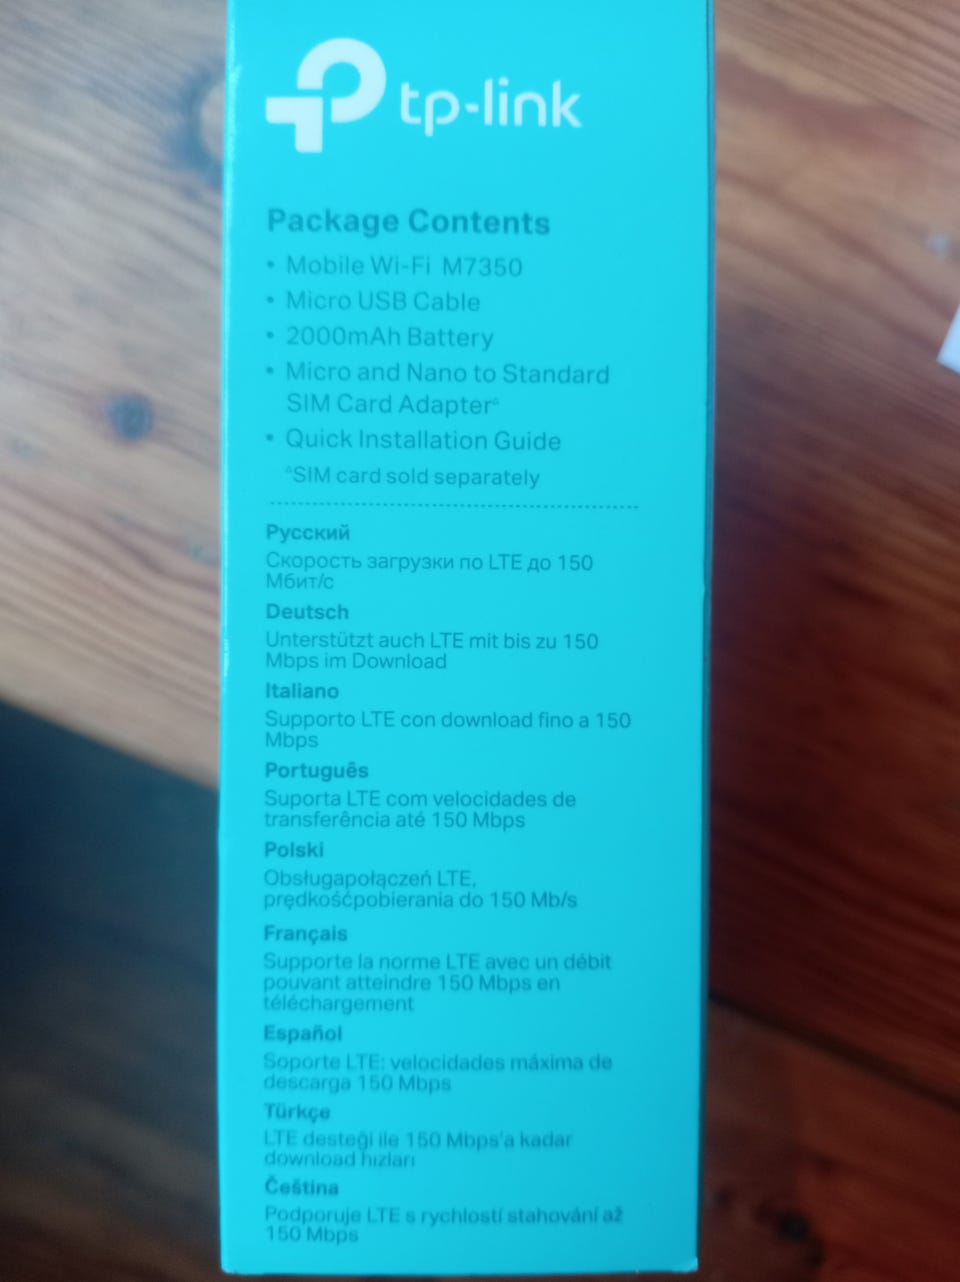 tp-link
Package Contents
• Mobile Wi-Fi M7350
• Micro USB Cable
• 2000mAh Battery
• Micro and Nano to Standard
SIM Card Adapter△
• Quick Installation Guide
△SIM card sold separately
Русский
Скорость загрузки по LTE до 150
Мбит/с
Deutsch
Unterstützt auch LTE mit bis zu 150
Mbps im Download
Italiano
Supporto LTE con download fino a 150
Mbps
Português
Suporta LTE com velocidades de
transferência até 150 Mbps
Polski
Obsługapołączeń LTE,
prędkośćpobierania do 150 Mb/s
Français
Supporte la norme LTE avec un débit
pouvant atteindre 150 Mbps en
téléchargement
Español
Soporte LTE: velocidades máxima de
descarga 150 Mbps
Türkçe
LTE desteği ile 150 Mbps'a kadar
download hızları
Čeština
Podporuje LTE s rychlostí stahování až
150 Mbps